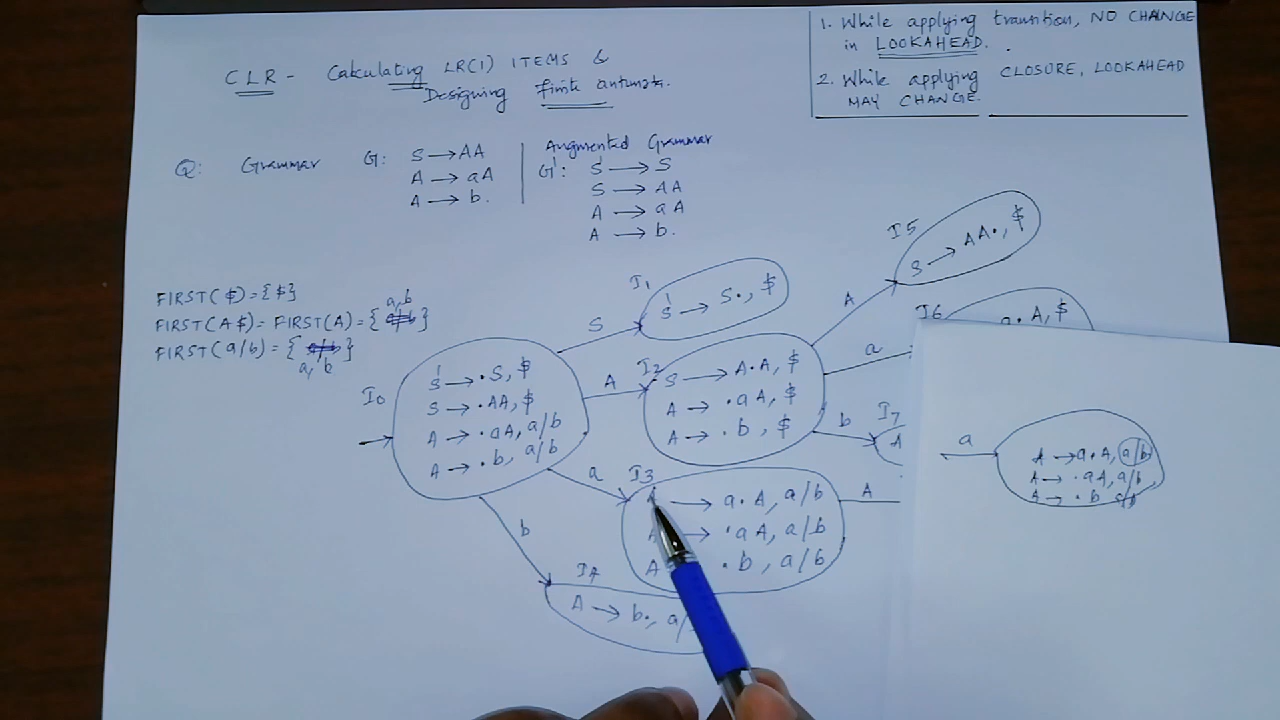 1. While applying transition, NO CHANGE
in LOOKAHEAD.
2. While applying CLOSURE, LOOKAHEAD
MAY CHANGE.
CLR - Calculating LR(1) ITEMS &
Designing finite automata.
Q: Grammar G: S → AA
A → aA
A → b.
Augmented Grammar
G': S' → S
S → AA
A → aA
A → b.
FIRST($) = {$}
a, b
FIRST(A$) = FIRST(A) = { a/b }
FIRST(a/b) = { a/b }
a, b
I0
S' → ·S, $
S → ·AA, $
A → ·aA, a/b
A → ·b, a/b
S
A
a
b
I1
S' → S·, $
I2
S → A·A, $
A → ·aA, $
A → ·b, $
A
a
b
I3
A → a·A, a/b
A → ·aA, a/b
A → ·b, a/b
A
I4
A → b·, a/
I5
S → AA·, $
I6
a·A, $
I7
A
a
A → a·A, a/b
A → ·aA, a/b
A → ·b a/b